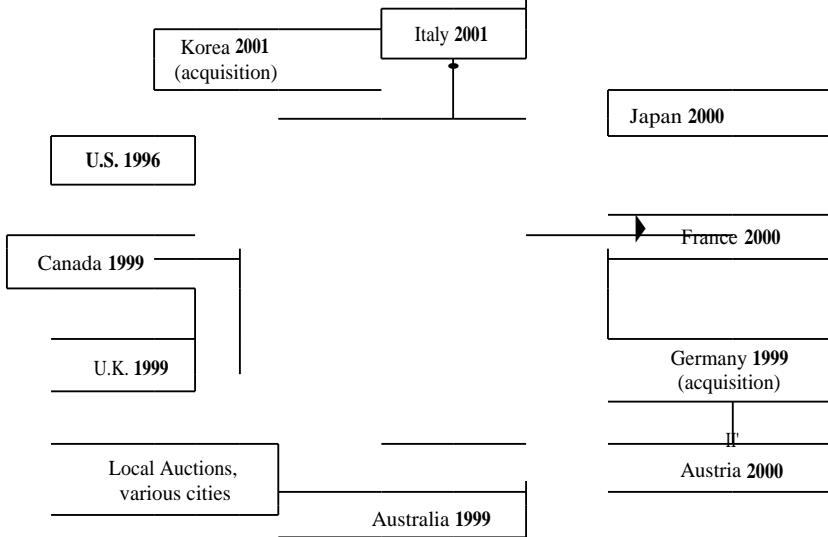 Italy 2001
Korea 2001
(acquisition)
Japan 2000
U.S. 1996
France 2000
Canada 1999
U.K. 1999
Germany 1999
(acquisition)
II'
Local Auctions,
various cities
Austria 2000
Australia 1999